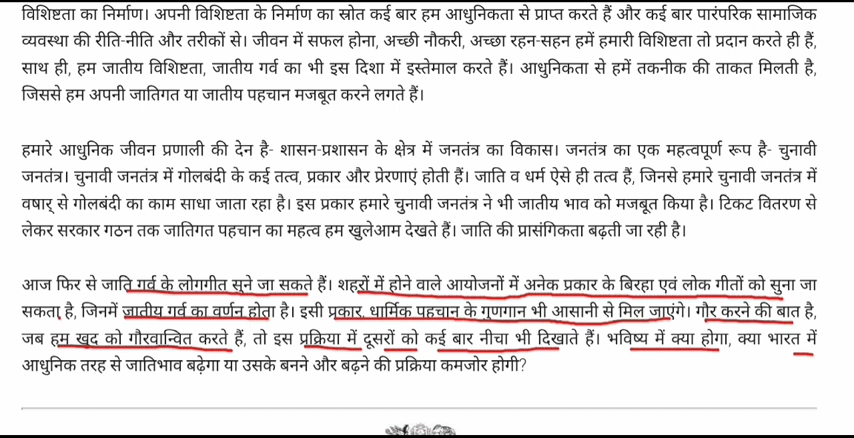 विशिष्टता का निर्माण। अपनी विशिष्टता के निर्माण का स्रोत कई बार हम आधुनिकता से प्राप्त करते हैं और कई बार पारंपरिक सामाजिक
व्यवस्था की रीति-नीति और तरीकों से। जीवन में सफल होना, अच्छी नौकरी, अच्छा रहन-सहन हमें हमारी विशिष्टता तो प्रदान करते ही हैं,
साथ ही, हम जातीय विशिष्टता, जातीय गर्व का भी इस दिशा में इस्तेमाल करते हैं। आधुनिकता से हमें तकनीक की ताकत मिलती है,
जिससे हम अपनी जातिगत या जातीय पहचान मजबूत करने लगते हैं।
हमारे आधुनिक जीवन प्रणाली की देन है- शासन-प्रशासन के क्षेत्र में जनतंत्र का विकास। जनतंत्र का एक महत्वपूर्ण रूप है- चुनावी
जनतंत्र। चुनावी जनतंत्र में गोलबंदी के कई तत्व, प्रकार और प्रेरणाएं होती हैं। जाति व धर्म ऐसे ही तत्व हैं, जिनसे हमारे चुनावी जनतंत्र में
वषार् से गोलबंदी का काम साधा जाता रहा है। इस प्रकार हमारे चुनावी जनतंत्र ने भी जातीय भाव को मजबूत किया है। टिकट वितरण से
लेकर सरकार गठन तक जातिगत पहचान का महत्व हम खुलेआम देखते हैं। जाति की प्रासंगिकता बढ़ती जा रही है।
आज फिर से जाति गर्व के लोगगीत सुने जा सकते हैं। शहरों में होने वाले आयोजनों में अनेक प्रकार के बिरहा एवं लोक गीतों को सुना जा
सकता है, जिनमें जातीय गर्व का वर्णन होता है। इसी प्रकार, धार्मिक पहचान के गुणगान भी आसानी से मिल जाएंगे। गौर करने की बात है,
जब हम खुद को गौरवान्वित करते हैं, तो इस प्रक्रिया में दूसरों को कई बार नीचा भी दिखाते हैं। भविष्य में क्या होगा, क्या भारत में
आधुनिक तरह से जातिभाव बढ़ेगा या उसके बनने और बढ़ने की प्रक्रिया कमजोर होगी?